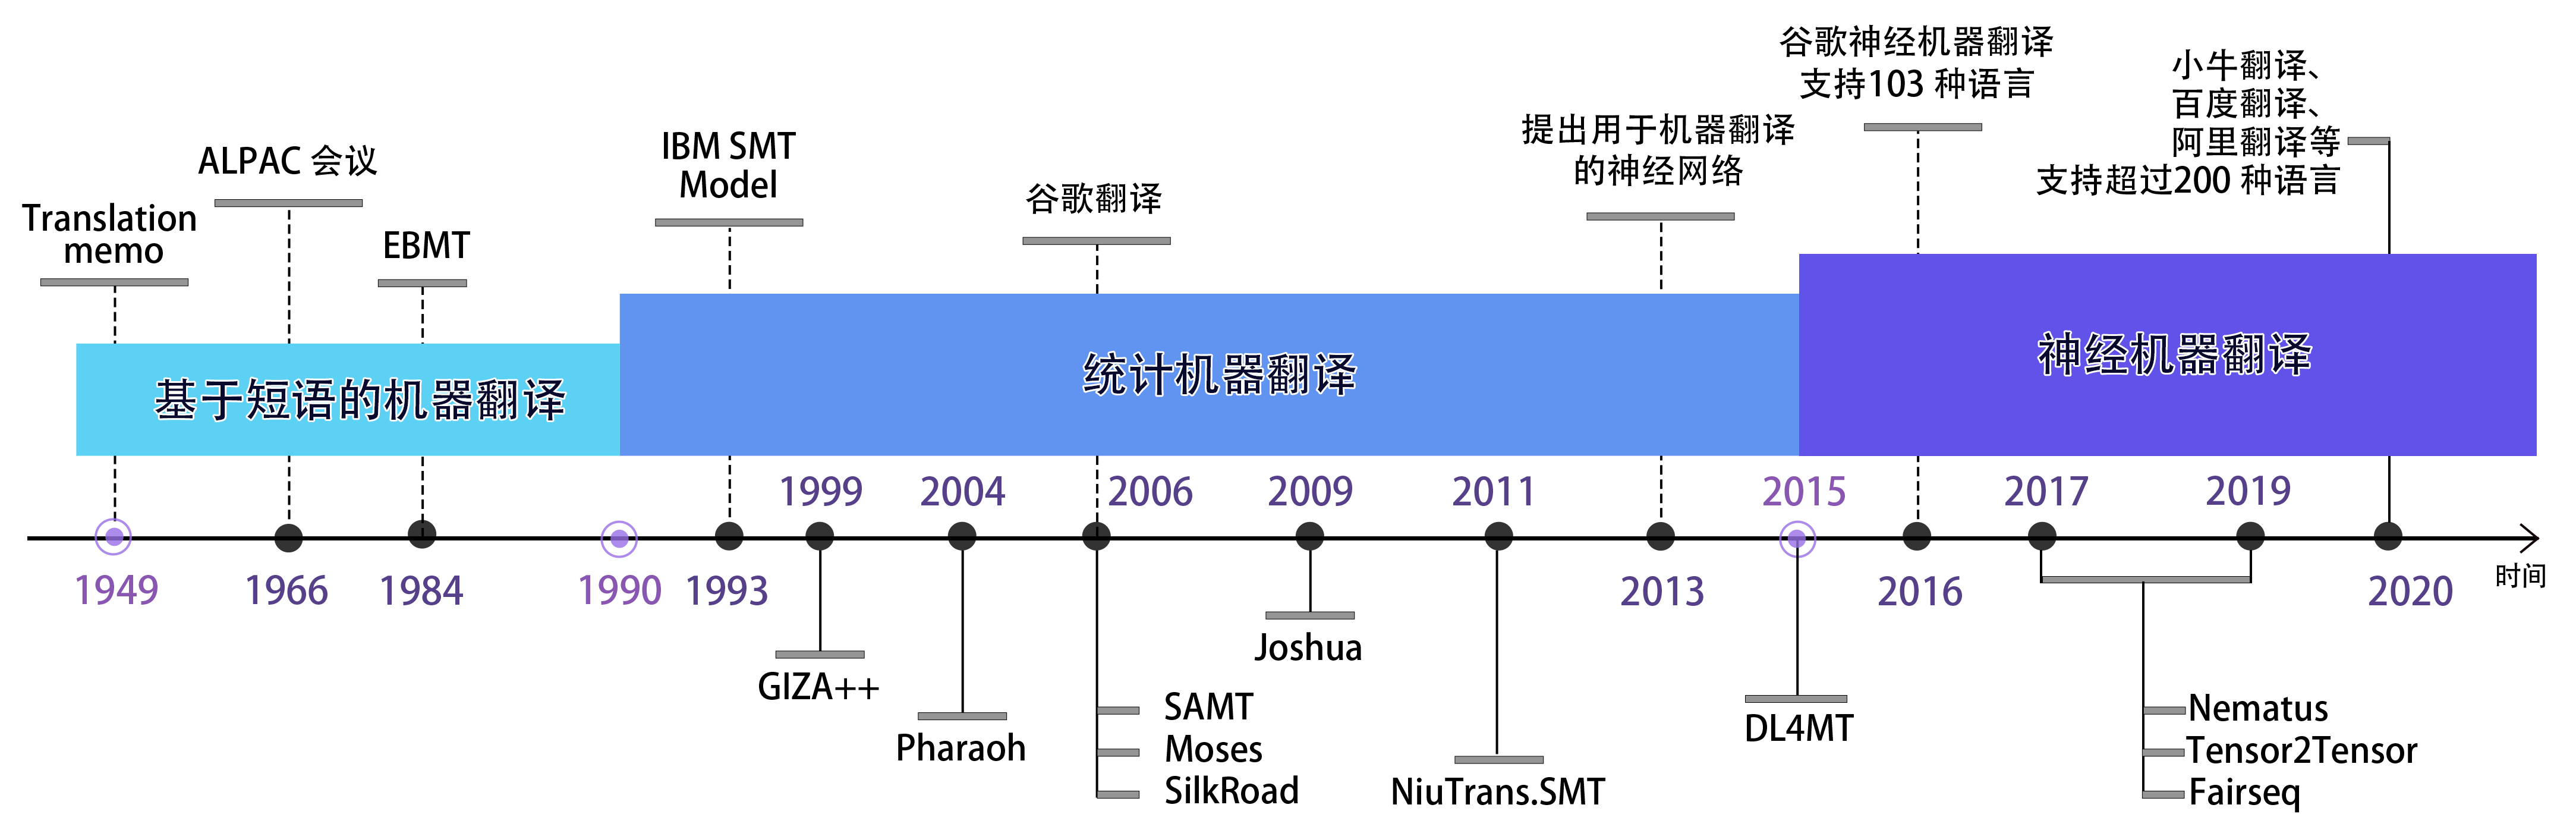 谷歌神经机器翻译
支持103 种语言
小牛翻译、
百度翻译、
阿里翻译等
支持超过200 种语言
提出用于机器翻译
的神经网络
IBM SMT
Model
ALPAC 会议
谷歌翻译
Translation
memo
EBMT
基于短语的机器翻译
统计机器翻译
神经机器翻译
1999
2004
2006
2009
2011
2015
2017
2019
1949
1966
1984
1990
1993
2013
2016
2020
时间
GIZA++
Pharaoh
SAMT
Moses
SilkRoad
Joshua
NiuTrans.SMT
DL4MT
Nematus
Tensor2Tensor
Fairseq